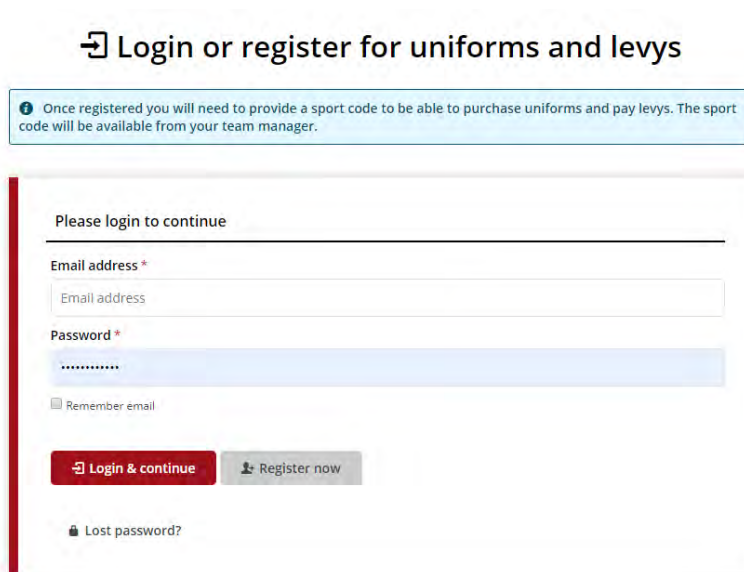 Login or register for uniforms and levys
Once registered you will need to provide a sport code to be able to purchase uniforms and pay levys. The sport
code will be available from your team manager.
Please login to continue
Email address *
Email address
Password *
••••••••••••
Remember email
Login & continue
Register now
Lost password?